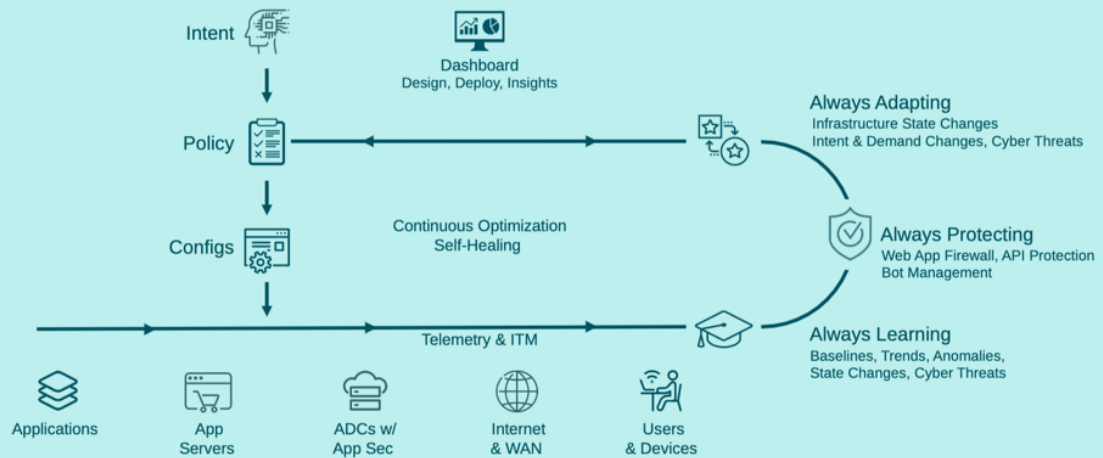 Intent
Dashboard
Design, Deploy, Insights
Always Adapting
Infrastructure State Changes
Intent & Demand Changes, Cyber Threats
Policy
Continuous Optimization
Self-Healing
Configs
Always Protecting
Web App Firewall, API Protection
Bot Management
Telemetry & ITM
Always Learning
Baselines, Trends, Anomalies,
State Changes, Cyber Threats
Applications
App
Servers
ADCs w/
App Sec
Internet
& WAN
Users
& Devices